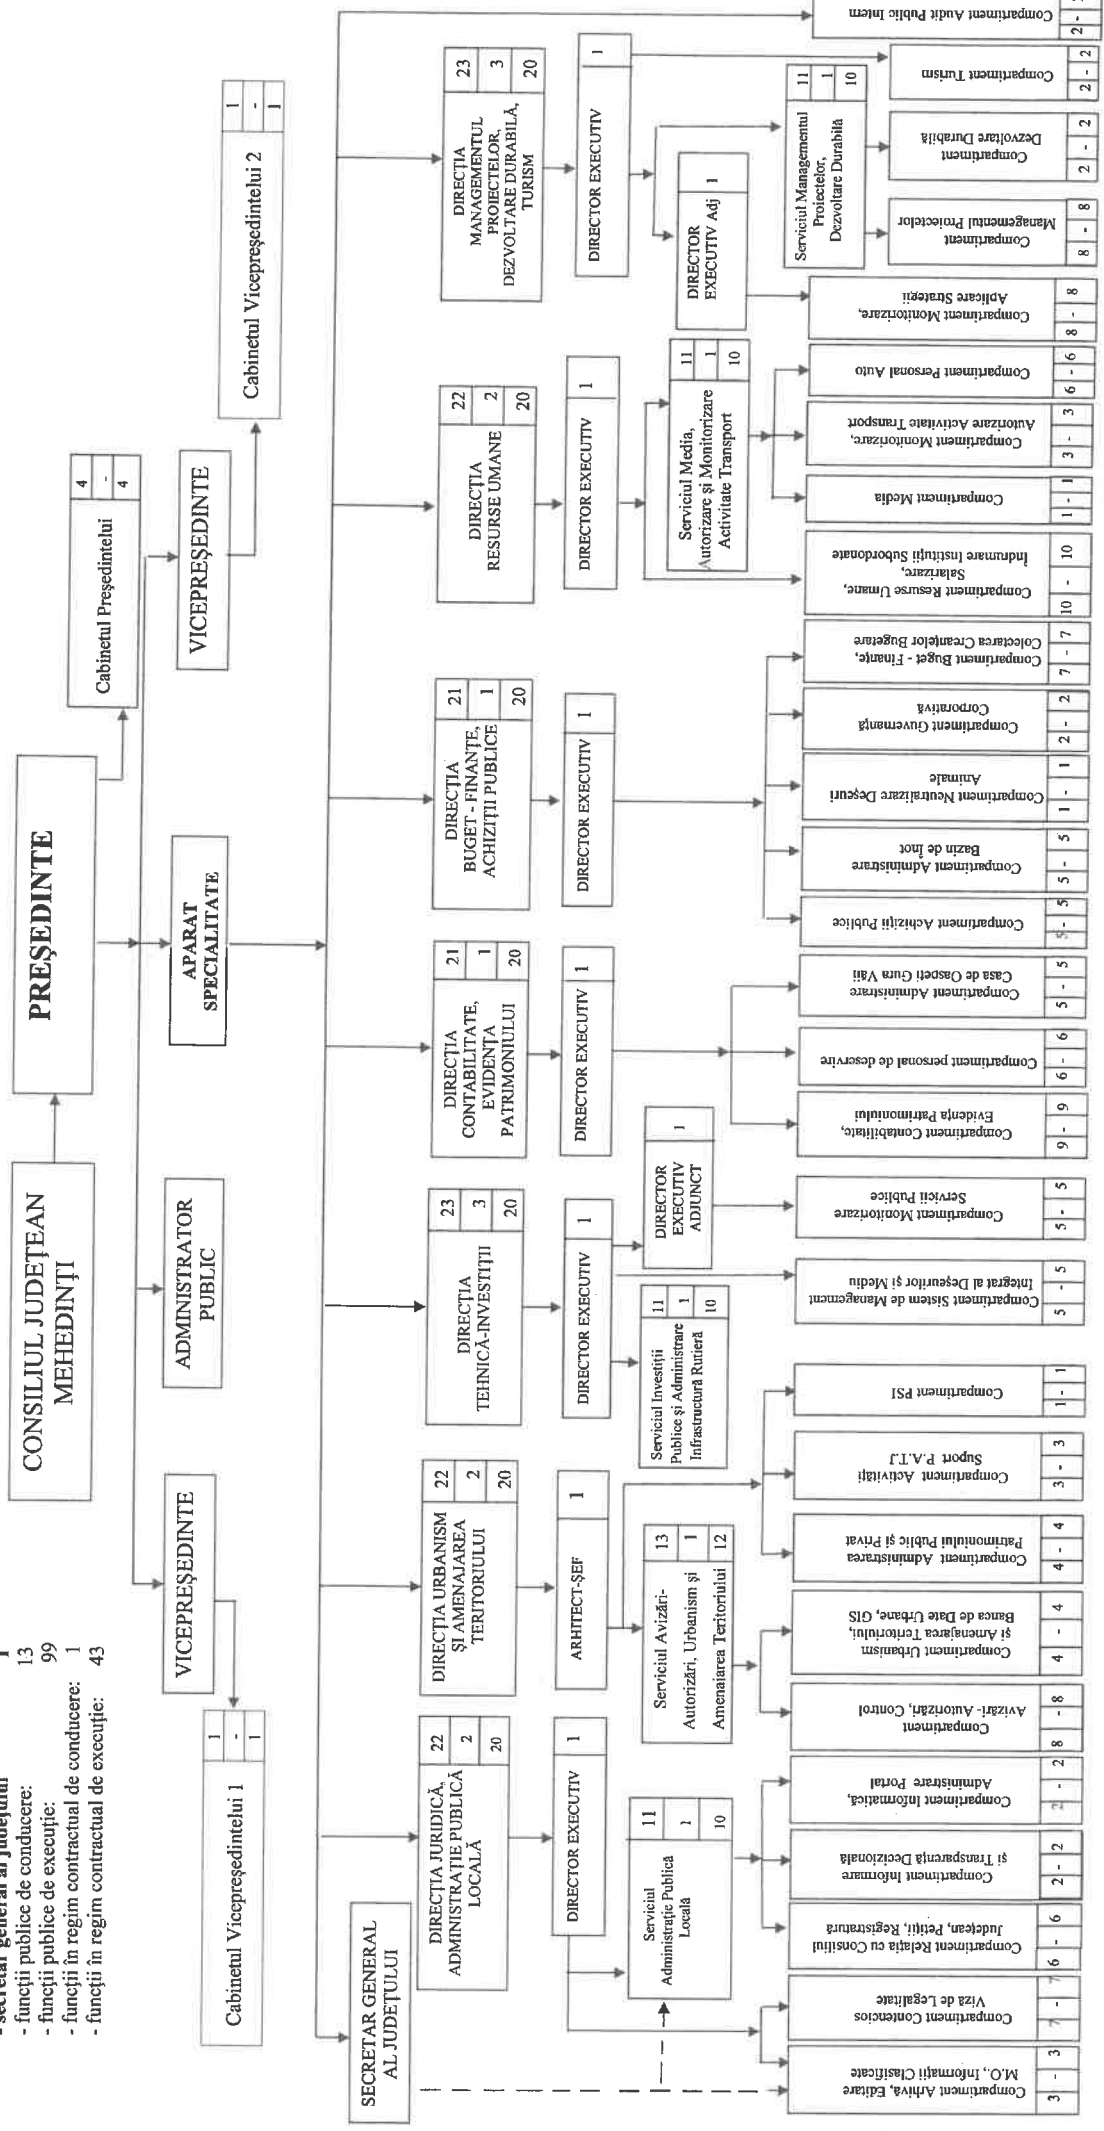 CONSILIUL JUDEȚEAN
MEHEDINȚI
PREȘEDINTE
- secretar general al județului 1
- funcții publice de conducere: 13
- funcții publice de execuție: 99
- funcții în regim contractual de conducere: 1
- funcții în regim contractual de execuție: 43
Cabinetul Președintelui
4
-
4
VICEPREȘEDINTE
ADMINISTRATOR
PUBLIC
APARAT
SPECIALITATE
VICEPREȘEDINTE
Cabinetul Vicepreședintelui 1
1
-
1
Cabinetul Vicepreședintelui 2
1
-
1
SECRETAR GENERAL
AL JUDEȚULUI
DIRECȚIA JURIDICĂ,
ADMINISTRAȚIE PUBLICĂ
LOCALĂ
22
2
20
DIRECȚIA URBANISM
ȘI AMENAJAREA
TERITORIULUI
22
2
20
DIRECȚIA
TEHNICĂ-INVESTIȚII
23
3
20
DIRECȚIA
CONTABILITATE,
EVIDENȚA
PATRIMONIULUI
21
1
20
DIRECȚIA
BUGET - FINANȚE,
ACHIZIȚII PUBLICE
21
1
20
DIRECȚIA
RESURSE UMANE
22
2
20
DIRECȚIA
MANAGEMENTUL
PROIECTELOR,
DEZVOLTARE DURABILĂ,
TURISM
23
3
20
DIRECTOR EXECUTIV 1
ARHITECT-ȘEF 1
DIRECTOR EXECUTIV 1
DIRECTOR EXECUTIV 1
DIRECTOR EXECUTIV 1
DIRECTOR EXECUTIV 1
DIRECTOR EXECUTIV 1
Serviciul
Administrație Publică
Locală
11
1
10
Serviciul Avizări-
Autorizări, Urbanism și
Amenaiarea Teritoriului
13
1
12
Serviciul Investiții
Publice și Administrare
Infrastructură Rutieră
11
1
10
DIRECTOR
EXECUTIV
ADJUNCT
1
Serviciul Media,
Autorizare și Monitorizare
Activitate Transport
11
1
10
DIRECTOR
EXECUTIV Adj
1
Serviciul Managementul
Proiectelor,
Dezvoltare Durabilă
11
1
10
Compartiment Arhivă, Editare
M.O., Informații Clasificate
3 - 3
Compartiment Contencios
Viză de Legalitate
7 - 7
Compartiment Relația cu Consiliul
Județean, Petiții, Registratură
6 - 6
Compartiment Informare
și Transparență Decizională
2 - 2
Compartiment Informatică,
Administrare Portal
2 - 2
Compartiment
Avizări- Autorizări, Control
8 - 8
Compartiment Urbanism
și Amenajarea Teritoriului,
Banca de Date Urbane, GIS
4 - 4
Compartiment Administrarea
Patrimoniului Public și Privat
4 - 4
Compartiment Activități
Suport P.A.T.J
3 - 3
Compartiment PSI
1 - 1
Compartiment Sistem de Management
Integrat al Deșeurilor și Mediu
5 - 5
Compartiment Monitorizare
Servicii Publice
5 - 5
Compartiment Contabilitate,
Evidența Patrimoniului
9 - 9
Compartiment personal de deservire
6 - 6
Compartiment Administrare
Casa de Oaspeți Gura Văii
5 - 5
Compartiment Achiziții Publice
5 - 5
Compartiment Administrare
Bazin de Înot
5 - 5
Compartiment Neutralizare Deșeuri
Animale
1 - 1
Compartiment Guvernanță
Corporativă
2 - 2
Compartiment Buget - Finanțe,
Colectarea Creanțelor Bugetare
7 - 7
Compartiment Resurse Umane,
Salarizare,
Îndrumare Instituții Subordonate
10 - 10
Compartiment Media
1 - 1
Compartiment Monitorizare,
Autorizare Activitate Transport
3 - 3
Compartiment Personal Auto
6 - 6
Compartiment Monitorizare,
Aplicare Strategii
8 - 8
Compartiment
Managementul Proiectelor
8 - 8
Compartiment
Dezvoltare Durabilă
2 - 2
Compartiment Turism
2 - 2
Compartiment Audit Public Intern
2 -